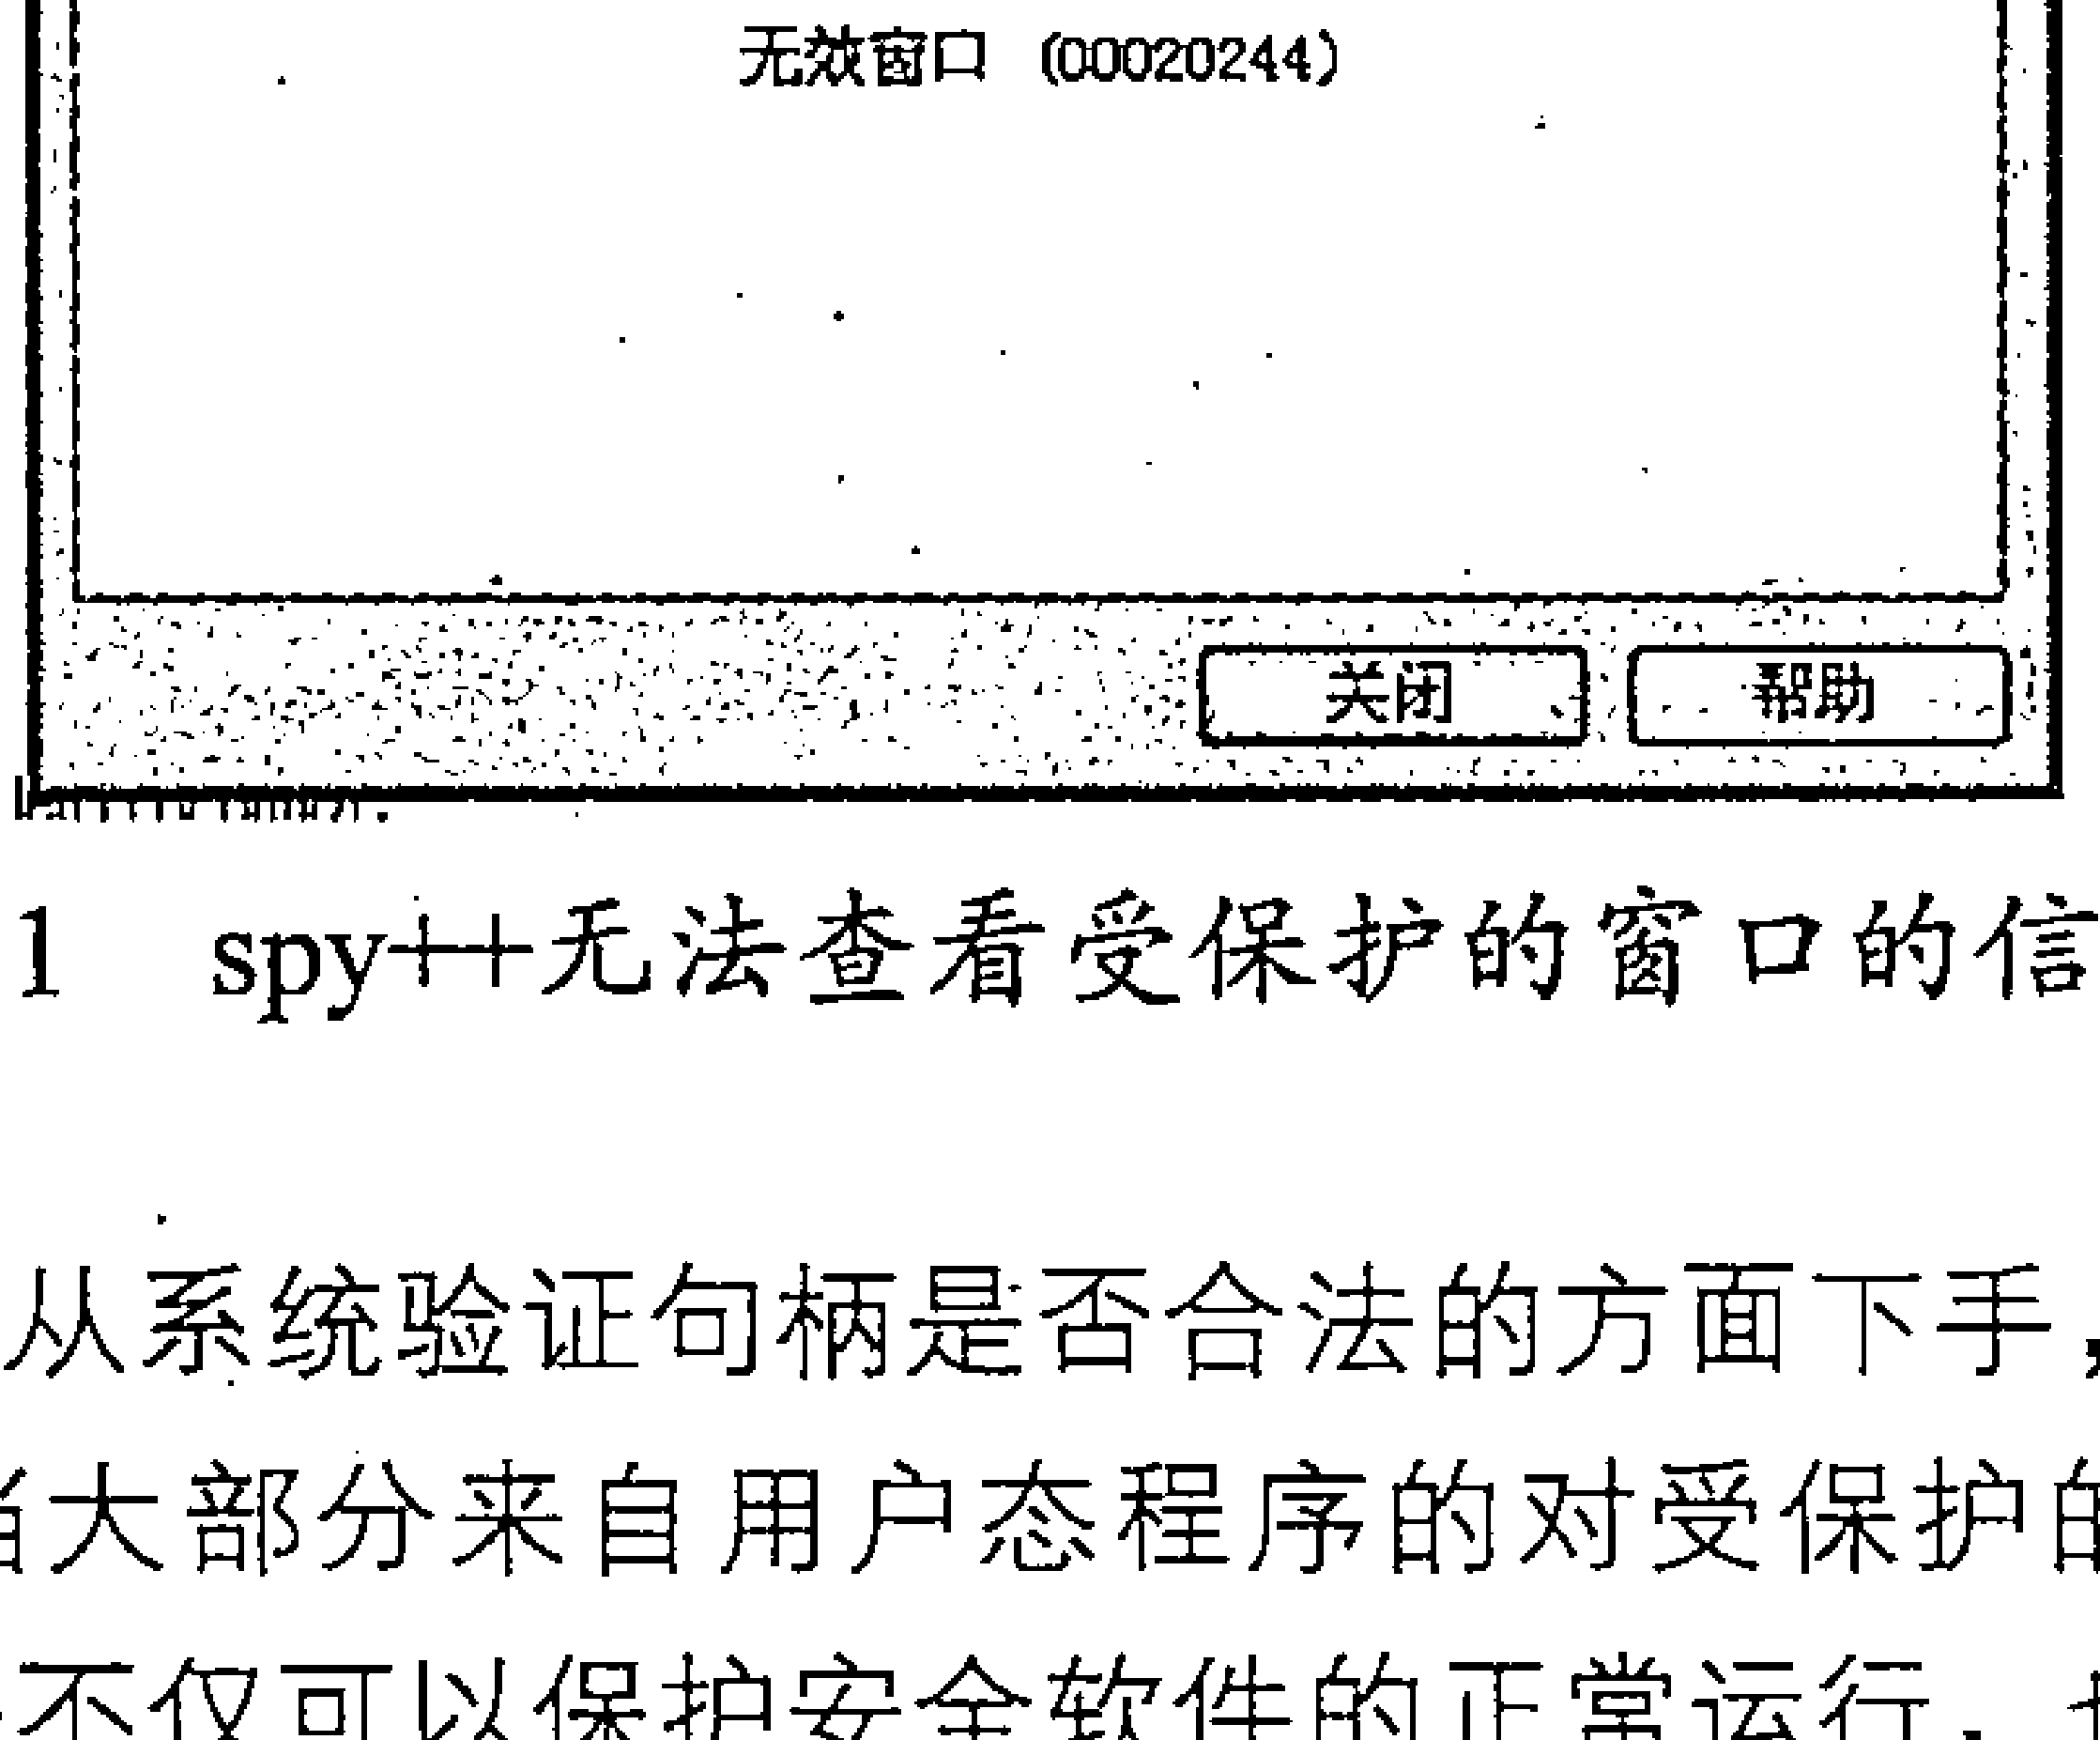 无效窗口 (00020244)
关闭 帮助
1 spy++无法查看受保护的窗口的信
从系统验证句柄是否合法的方面下手，
大部分来自用户态程序的对受保护的
不仅可以保护安全软件的正常运行，